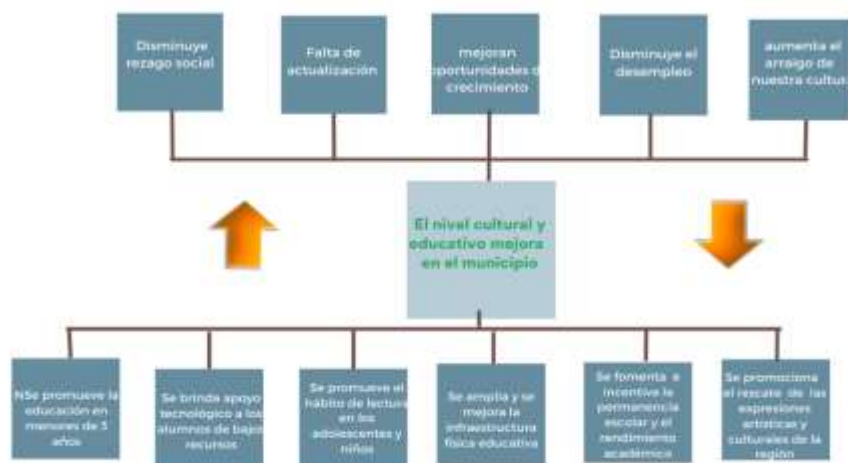 Disminuye
rezago social
Falta de
actualización
mejoran
oportunidades de
crecimiento
Disminuye el
desempleo
aumenta el
arraigo de
nuestra cultura
El nivel cultural y
educativo mejora
en el municipio
NSe promueve la
educación en
menores de 3
años
Se brinda apoyo
tecnológico a los
alumnos de bajos
recursos
Se promueve el
hábito de lectura
en los
adolescentes y
niños
Se amplia y se
mejora la
infraestructura
física educativa
Se fomenta e
incentiva la
permanencia
escolar y el
rendimiento
académico
Se promociona
el rescate de las
expresiones
artísticas y
culturales de la
región